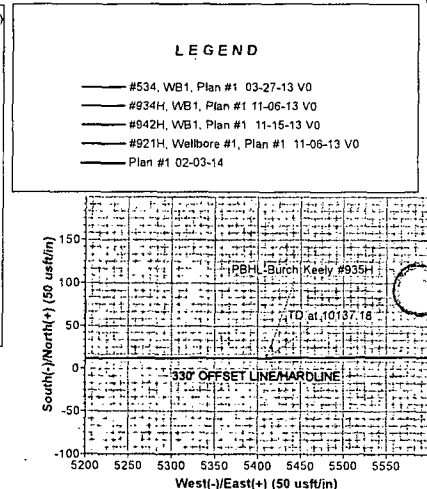 LEGEND
#534, WB1, Plan #1 03-27-13 V0
#934H, WB1, Plan #1 11-06-13 V0
#942H, WB1, Plan #1 11-15-13 V0
#921H, Wellbore #1, Plan #1 11-06-13 V0
Plan #1 02-03-14
South(-)/North(+) (50 usft/in)
150
100
50
0
-50
-100
PBHL-Burch Keely #935H
TD at 10137.18
330' OFFSET LINE/HARDLINE
5200 5250 5300 5350 5400 5450 5500 5550
West(-)/East(+) (50 usft/in)